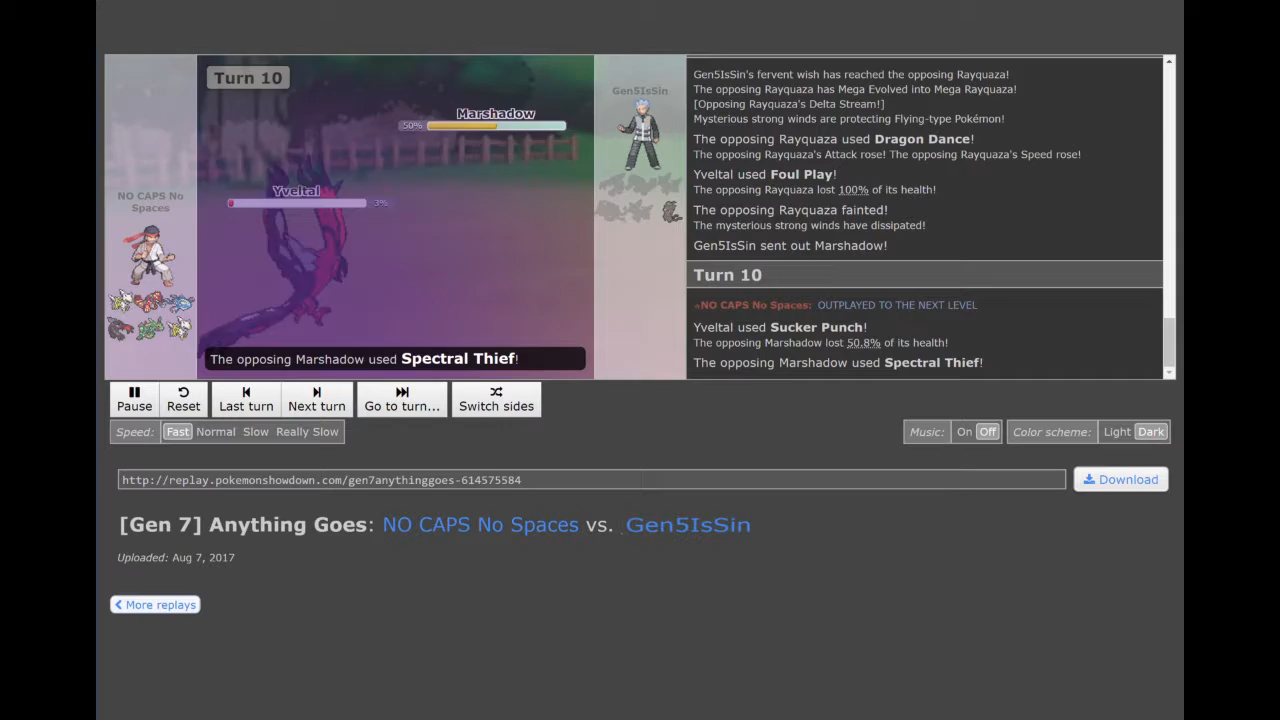 Turn 10
Marshadow
50%
Yveltal
3%
The opposing Marshadow used Spectral Thief!
NO CAPS No
Spaces
Gen5IsSin
Gen5IsSin's fervent wish has reached the opposing Rayquaza!
The opposing Rayquaza has Mega Evolved into Mega Rayquaza!
[Opposing Rayquaza's Delta Stream!]
Mysterious strong winds are protecting Flying-type Pokémon!
The opposing Rayquaza used Dragon Dance!
The opposing Rayquaza's Attack rose! The opposing Rayquaza's Speed rose!
Yveltal used Foul Play!
The opposing Rayquaza lost 100% of its health!
The opposing Rayquaza fainted!
The mysterious strong winds have dissipated!
Gen5IsSin sent out Marshadow!
Turn 10
NO CAPS No Spaces: OUTPLAYED TO THE NEXT LEVEL
Yveltal used Sucker Punch!
The opposing Marshadow lost 50.8% of its health!
The opposing Marshadow used Spectral Thief!
Pause Reset Last turn Next turn Go to turn... Switch sides
Speed: Fast Normal Slow Really Slow
Music: On Off Color scheme: Light Dark
http://replay.pokemonshowdown.com/gen7anythinggoes-614575584
Download
[Gen 7] Anything Goes: NO CAPS No Spaces vs. Gen5IsSin
Uploaded: Aug 7, 2017
More replays